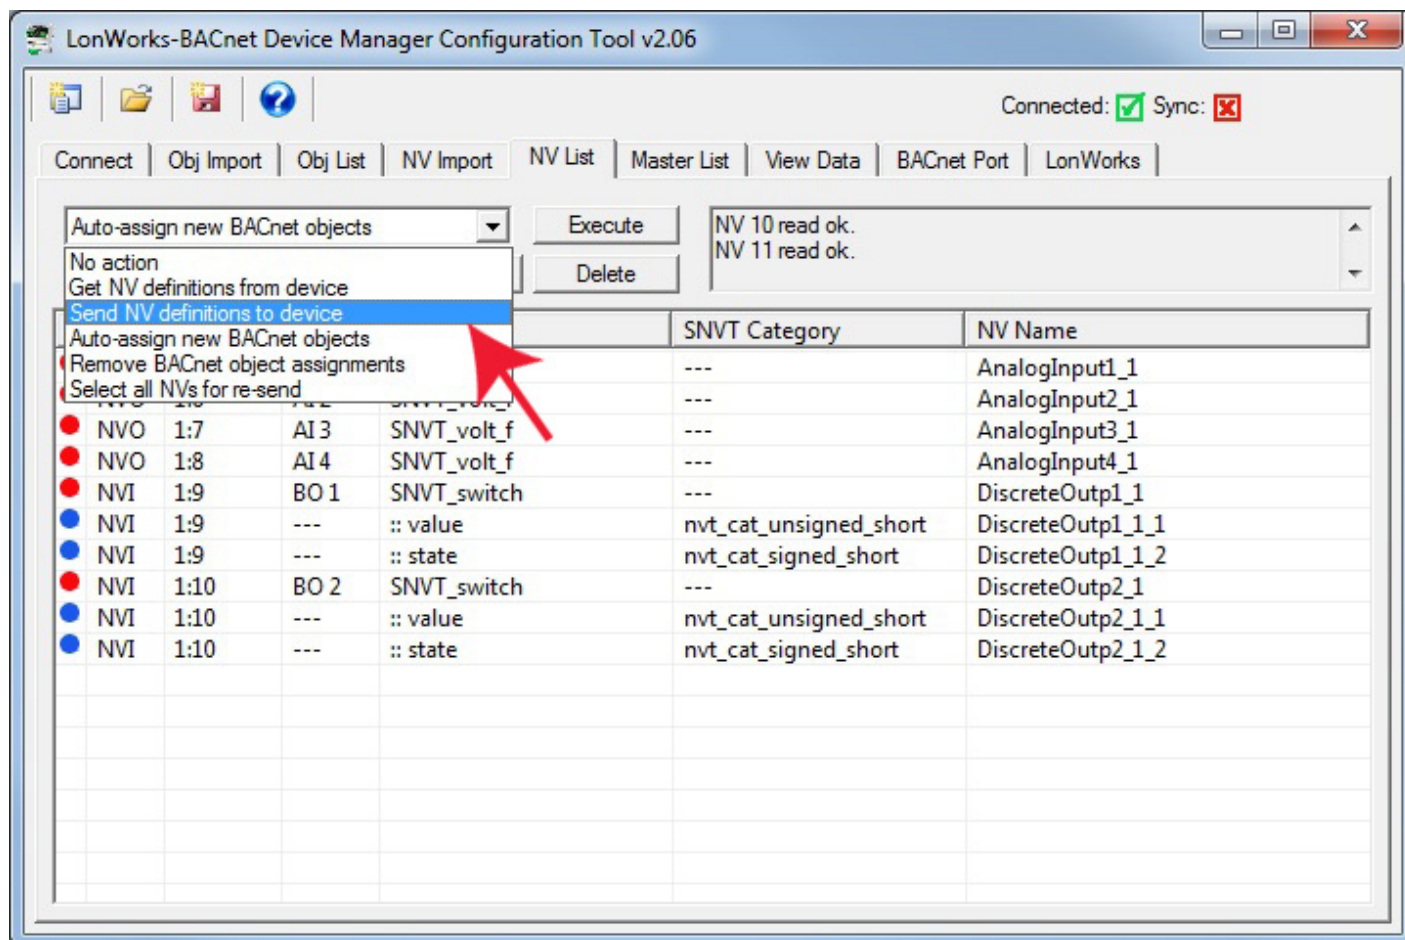 LonWorks-BACnet Device Manager Configuration Tool v2.06
Connected: Sync:
Connect Obj Import Obj List NV Import NV List Master List View Data BACnet Port LonWorks
Auto-assign new BACnet objects Execute
NV 10 read ok.
NV 11 read ok.
Delete
No action
Get NV definitions from device
Send NV definitions to device
Auto-assign new BACnet objects
Remove BACnet object assignments
Select all NVs for re-send
SNVT Category NV Name
--- AnalogInput1_1
--- AnalogInput2_1
NVO 1:7 AI 3 SNVT_volt_f --- AnalogInput3_1
NVO 1:8 AI 4 SNVT_volt_f --- AnalogInput4_1
NVI 1:9 BO 1 SNVT_switch --- DiscreteOutp1_1
NVI 1:9 --- :: value nvt_cat_unsigned_short DiscreteOutp1_1_1
NVI 1:9 --- :: state nvt_cat_signed_short DiscreteOutp1_1_2
NVI 1:10 BO 2 SNVT_switch --- DiscreteOutp2_1
NVI 1:10 --- :: value nvt_cat_unsigned_short DiscreteOutp2_1_1
NVI 1:10 --- :: state nvt_cat_signed_short DiscreteOutp2_1_2